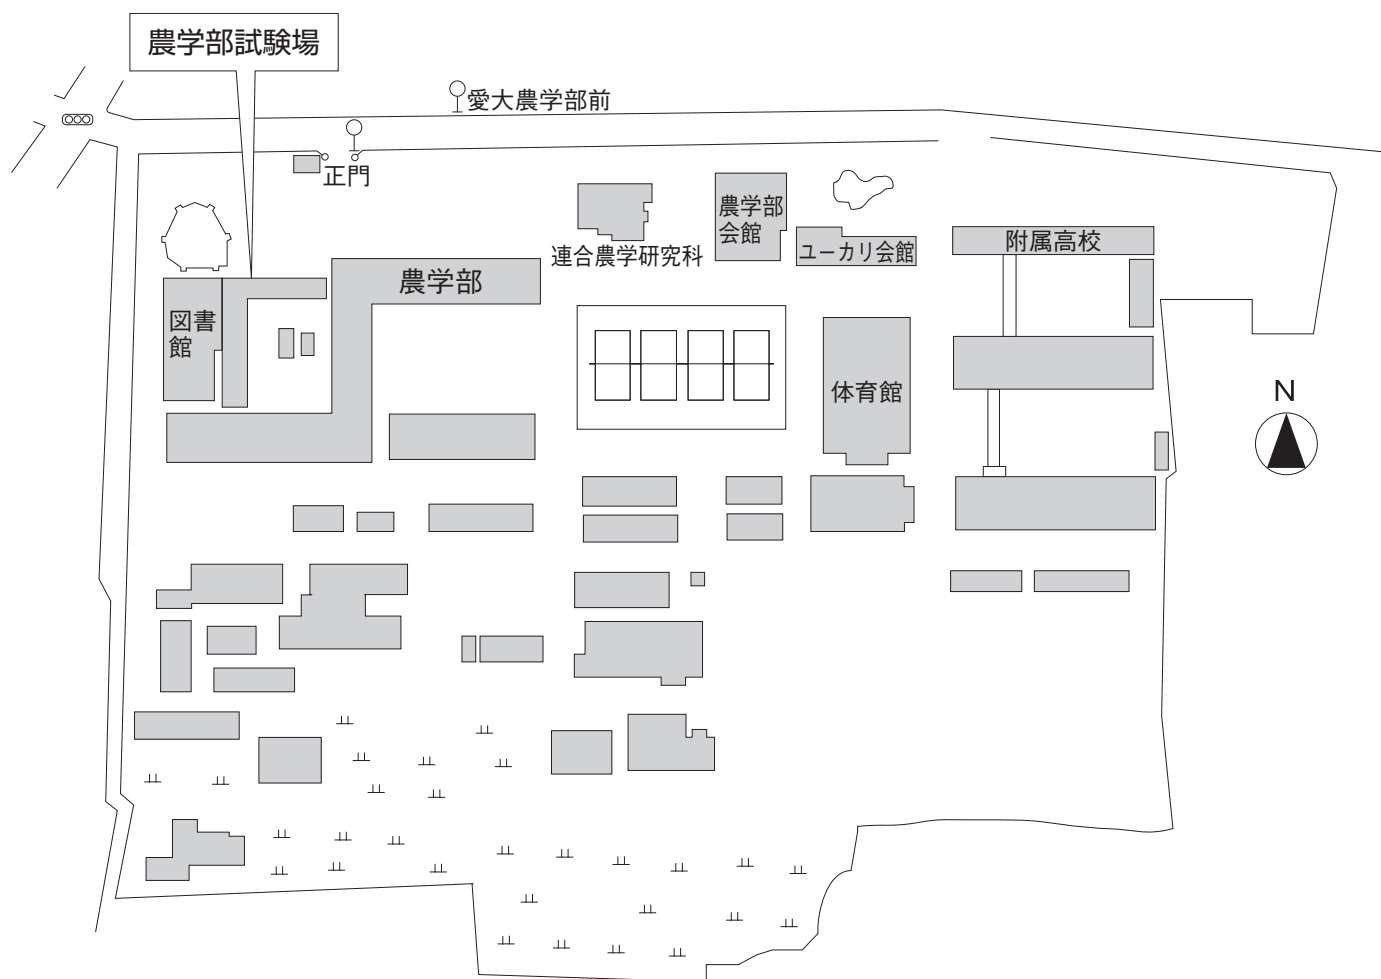 農学部試験場
愛大農学部前
正門
農学部
会館
連合農学研究科
ユーカリ会館
附属高校
農学部
図書
館
体育館
N